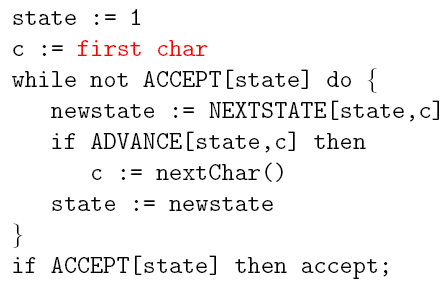 state := 1
c := first char
while not ACCEPT[state] do {
newstate := NEXTSTATE[state,c]
if ADVANCE[state,c] then
c := nextChar()
state := newstate
}
if ACCEPT[state] then accept;